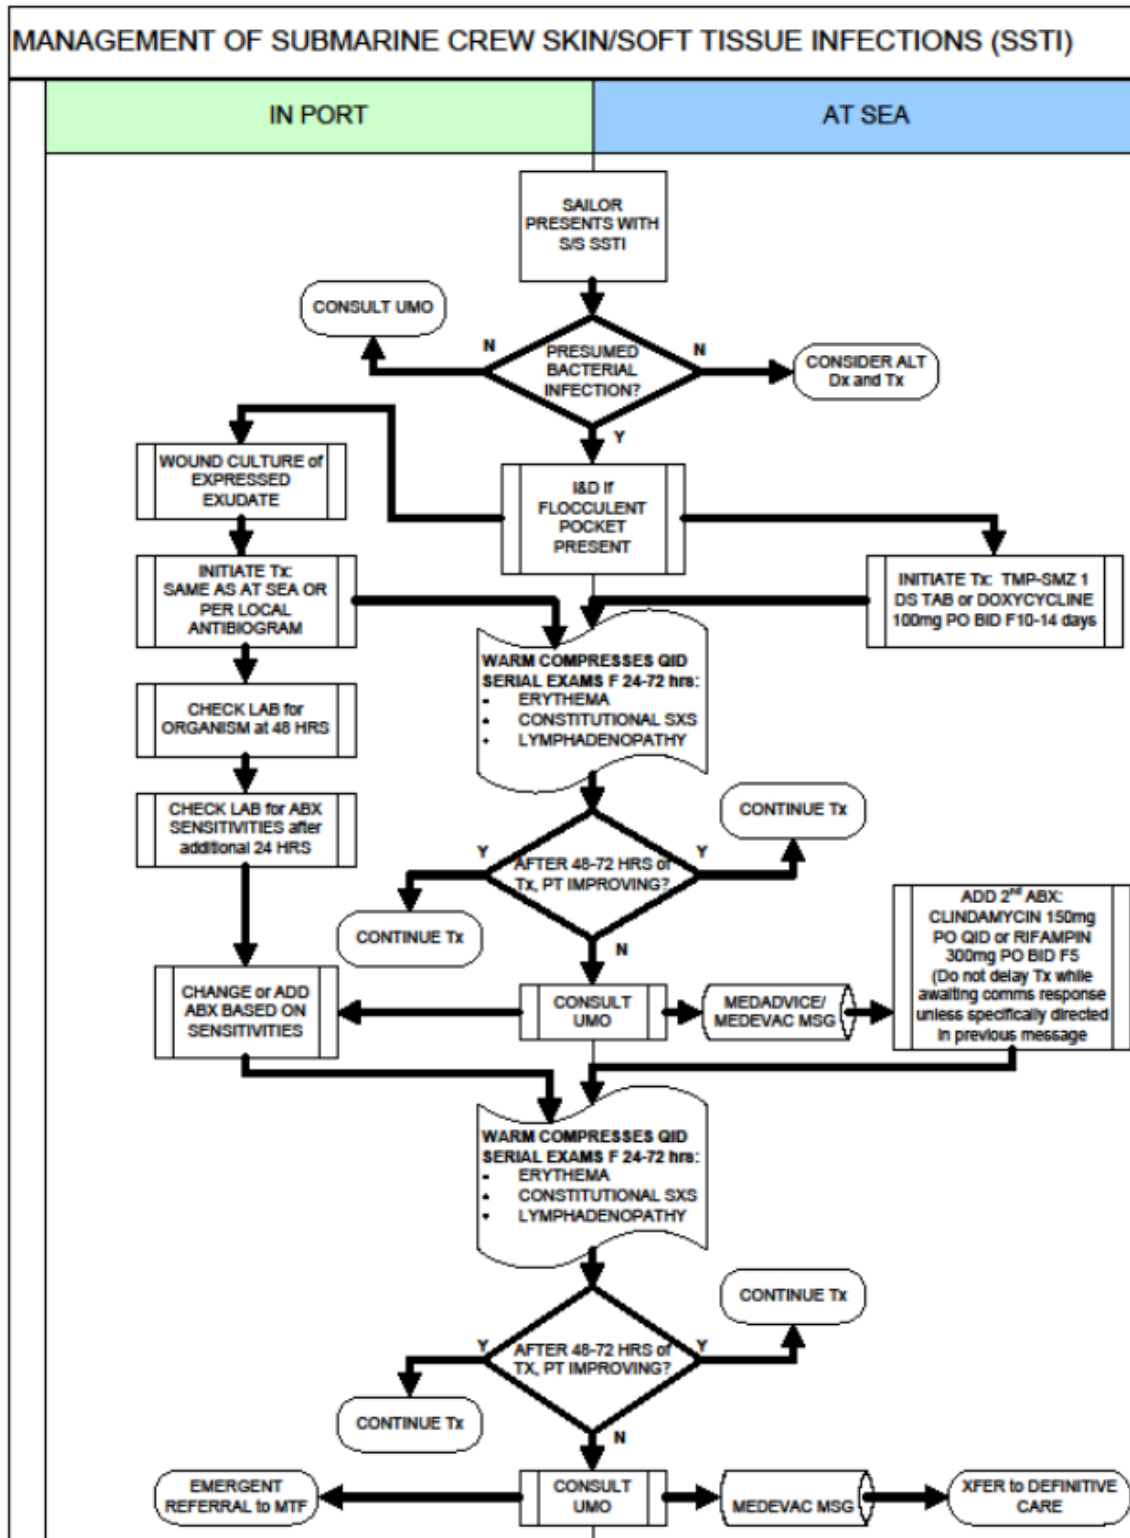 MANAGEMENT OF SUBMARINE CREW SKIN/SOFT TISSUE INFECTIONS (SSTI)
IN PORT
AT SEA
SAILOR
PRESENTS WITH
S/S SSTI
CONSULT UMO
N
PRESUMED
BACTERIAL
INFECTION?
N
CONSIDER ALT
Dx and Tx
Y
WOUND CULTURE of
EXPRESSED
EXUDATE
I&D If
FLOCCULENT
POCKET
PRESENT
INITIATE Tx:
SAME AS AT SEA OR
PER LOCAL
ANTIBIOGRAM
INITIATE Tx: TMP-SMZ 1
DS TAB or DOXYCYCLINE
100mg PO BID F10-14 days
WARM COMPRESSES QID
SERIAL EXAMS F 24-72 hrs:
- ERYTHEMA
• CONSTITUTIONAL SXS
• LYMPHADENOPATHY
CHECK LAB for
ORGANISM at 48 HRS
CHECK LAB for ABX
SENSITIVITIES after
additional 24 HRS
CONTINUE Tx
Y
AFTER 48-72 HRS of
Tx, PT IMPROVING?
Y
CONTINUE Tx
N
ADD 2nd ABX:
CLINDAMYCIN 150mg
PO QID or RIFAMPIN
300mg PO BID F5
(Do not delay Tx while
awaiting comms response
unless specifically directed
in previous message
CHANGE or ADD
ABX BASED ON
SENSITIVITIES
CONSULT
UMO
MEDADVICE/
MEDEVAC MSG
WARM COMPRESSES QID
SERIAL EXAMS F 24-72 hrs:
- ERYTHEMA
• CONSTITUTIONAL SXS
• LYMPHADENOPATHY
CONTINUE Tx
Y
AFTER 48-72 HRS of
TX, PT IMPROVING?
Y
CONTINUE Tx
N
EMERGENT
REFERRAL to MTF
CONSULT
UMO
MEDEVAC MSG
XFER to DEFINITIVE
CARE